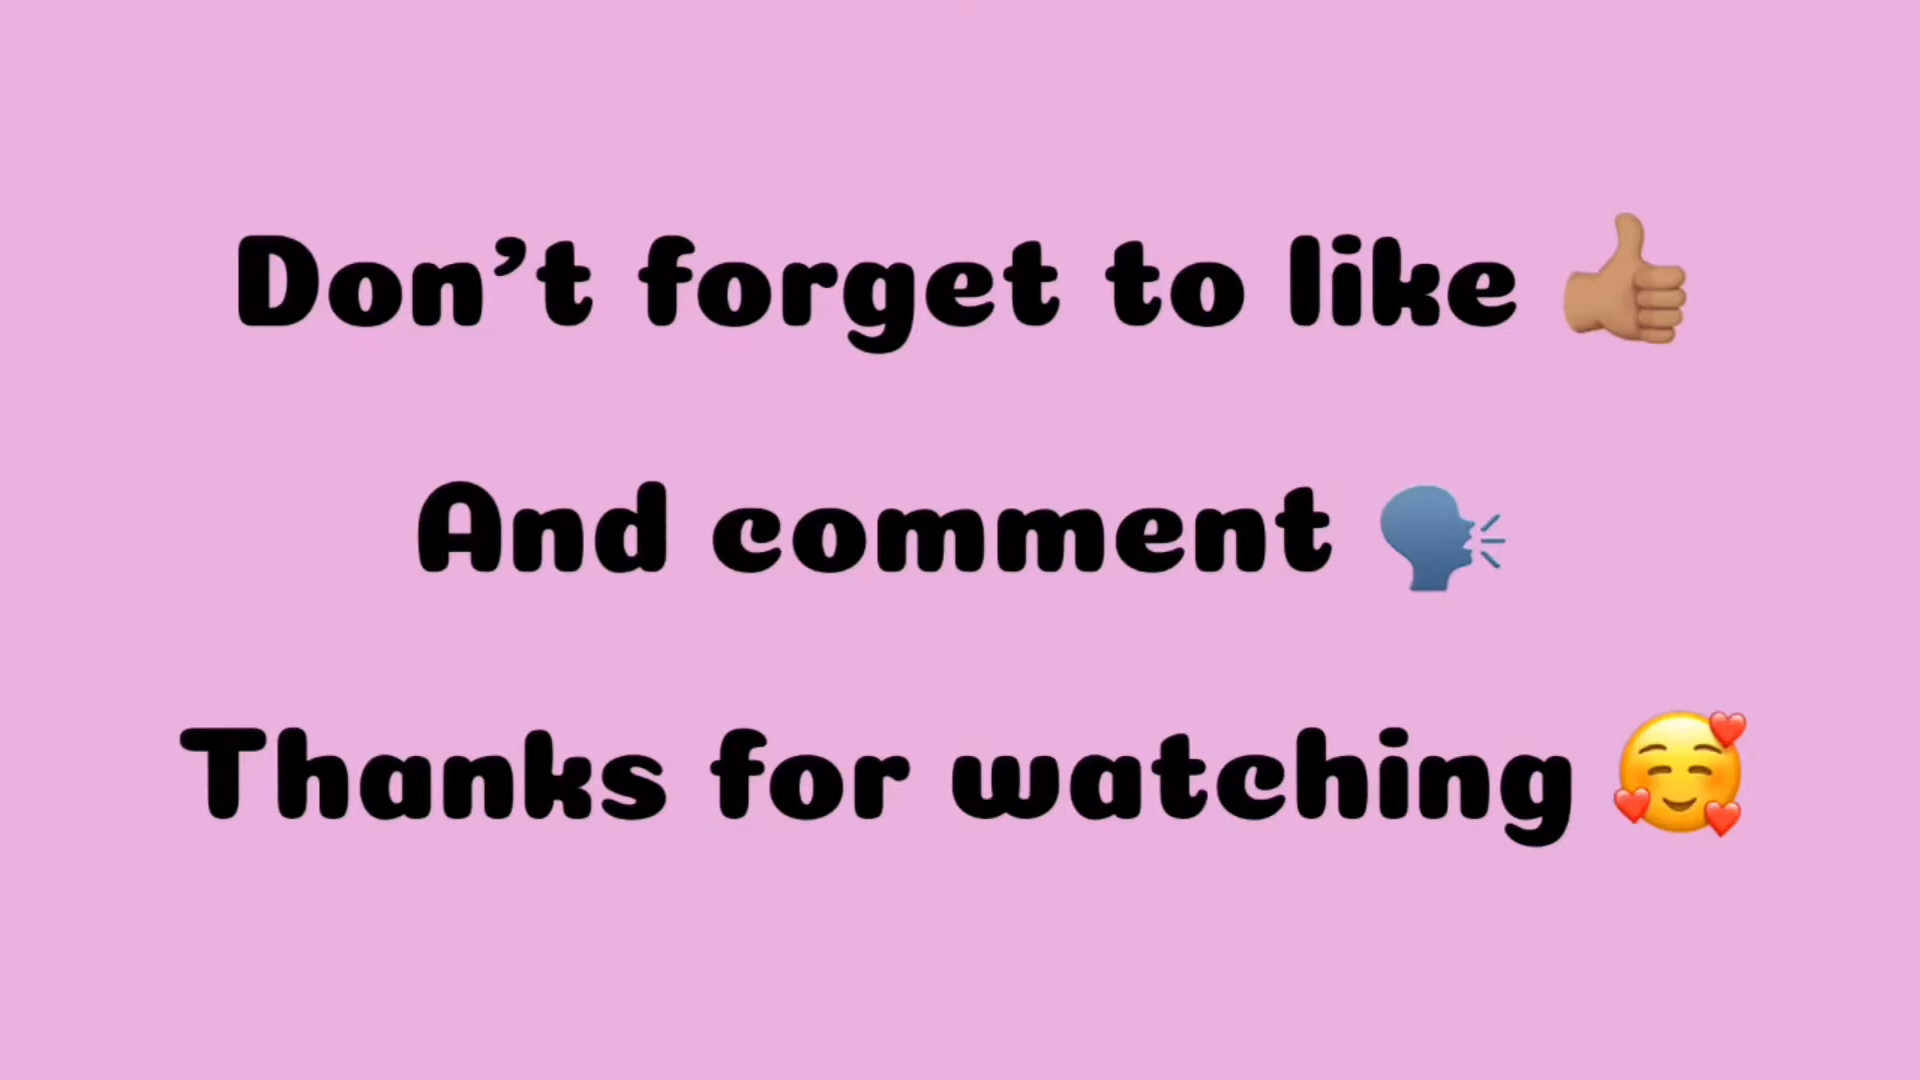 Don’t forget to like 👍🏽
And comment 🗣️
Thanks for watching 🥰